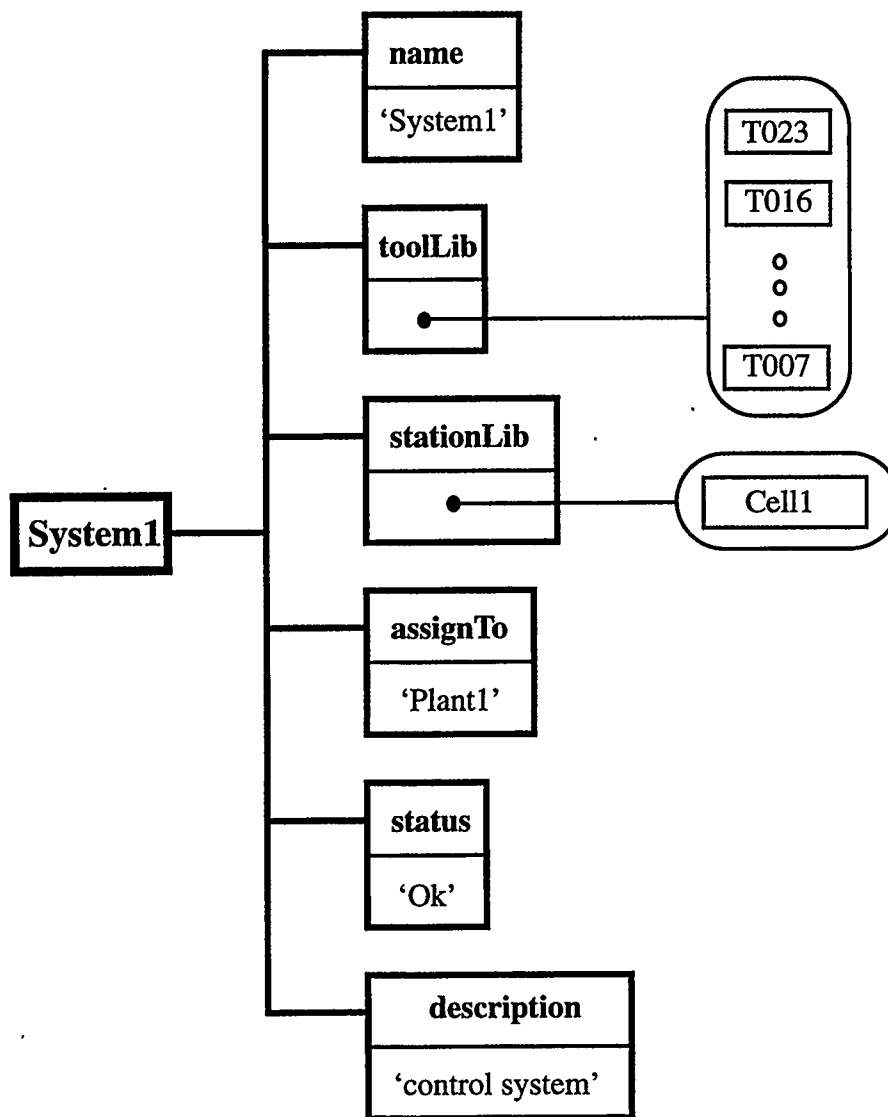 name
‘System1’
T023
T016
toolLib
T007
stationLib
Cell1
System1
assignTo
‘Plant1’
status
‘Ok’
description
‘control system’